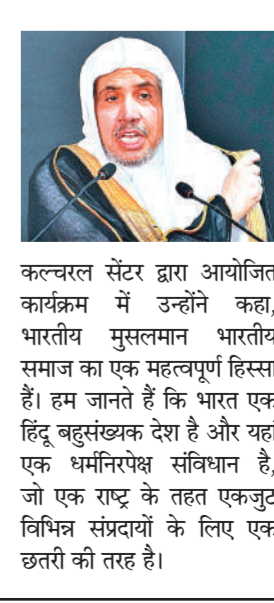 कल्चरल सेंटर द्वारा आयोजित
कार्यक्रम में उन्होंने कहा,
भारतीय मुसलमान भारतीय
समाज का एक महत्वपूर्ण हिस्सा
हैं। हम जानते हैं कि भारत एक
हिंदू बहुसंख्यक देश है और यहां
एक धर्मनिरपेक्ष संविधान है,
जो एक राष्ट्र के तहत एकजुट
विभिन्न संप्रदायों के लिए एक
छतरी की तरह है।